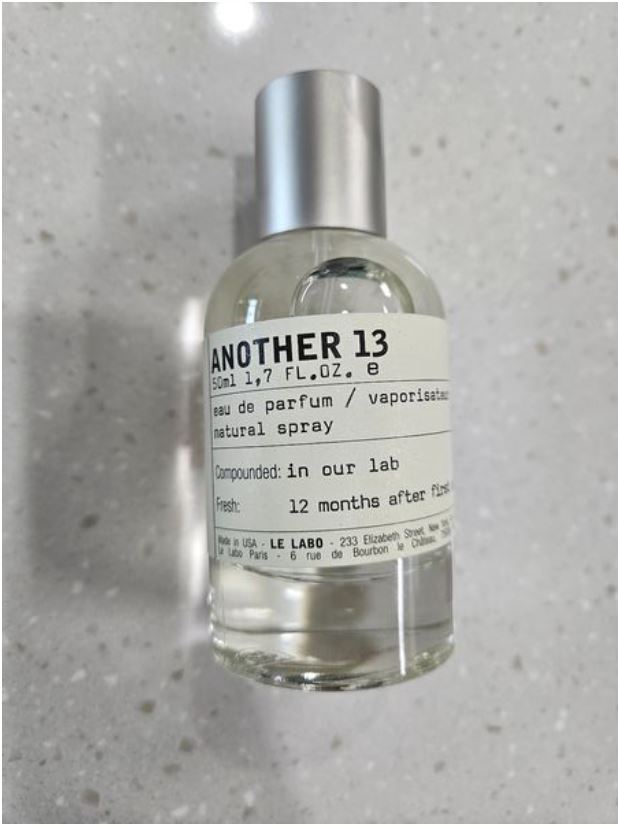 ANOTHER 13
50ml 1,7 FL.OZ. e
eau de parfum / vaporisateur
natural spray
Compounded: in our lab
Fresh: 12 months after first
Made in USA - LE LABO - 233 Elizabeth Street, New
Le Labo Paris - 6 rue de Bourbon le Château,